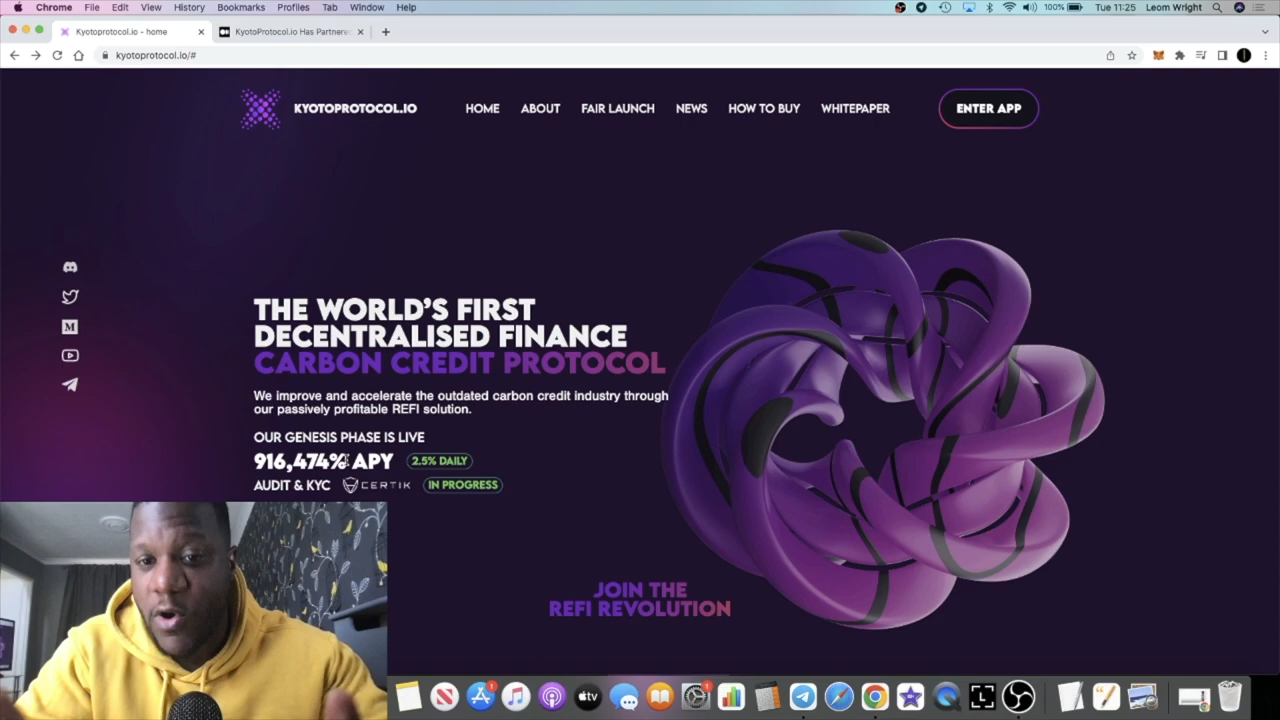 Chrome File Edit View History Bookmarks Profiles Tab Window Help
100% Tue 11:25 Leom Wright
Kyotoprotocol.io - home
KyotoProtocol.io Has Partnere
kyotoprotocol.io/#
KYOTOPROTOCOL.IO HOME ABOUT FAIR LAUNCH NEWS HOW TO BUY WHITEPAPER ENTER APP
THE WORLD'S FIRST
DECENTRALISED FINANCE
CARBON CREDIT PROTOCOL
We improve and accelerate the outdated carbon credit industry through
our passively profitable REFI solution.
OUR GENESIS PHASE IS LIVE
916,474% APY 2.5% DAILY
AUDIT & KYC CERTIK IN PROGRESS
JOIN THE
REFI REVOLUTION
tv